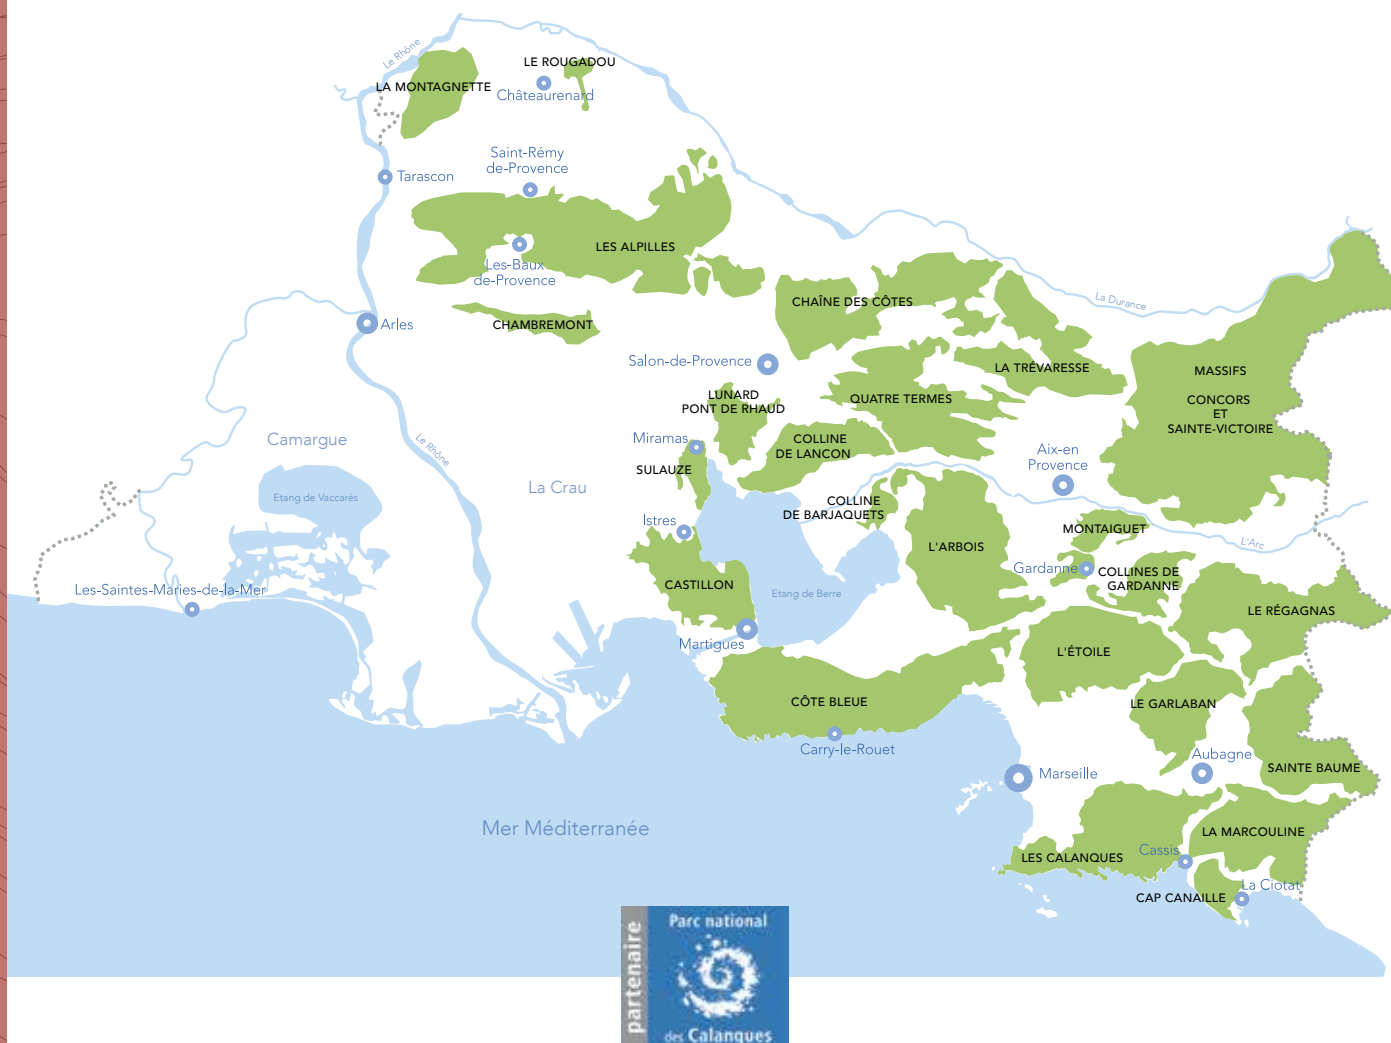 Le Rhône
LE ROUGADOU
LA MONTAGNETTE
Châteaurenard
Saint-Rémy
de-Provence
Tarascon
LES ALPILLES
Les-Baux
de-Provence
La Durance
CHAÎNE DES CÔTES
CHAMBREMONT
Arles
Salon-de-Provence
LA TRÉVARESSE
MASSIFS
CONCORS
ET
SAINTE-VICTOIRE
LUNARD
PONT DE RHAUD
QUATRE TERMES
Camargue
Le Rhône
Miramas
COLLINE
DE LANCON
Aix-en
Provence
SULAUZE
La Crau
Etang de Vaccarès
COLLINE
DE BARJAQUETS
Istres
MONTAIGUET
L'Arc
L'ARBOIS
Gardanne
COLLINES DE
GARDANNE
CASTILLON
Etang de Berre
Les-Saintes-Maries-de-la-Mer
LE RÉGAGNAS
Martigues
L'ÉTOILE
CÔTE BLEUE
LE GARLABAN
Carry-le-Rouet
Aubagne
SAINTE BAUME
Marseille
Mer Méditerranée
LA MARCOULINE
Cassis
LES CALANQUES
La Ciotat
CAP CANAILLE
partenaire
Parc national
des Calanques